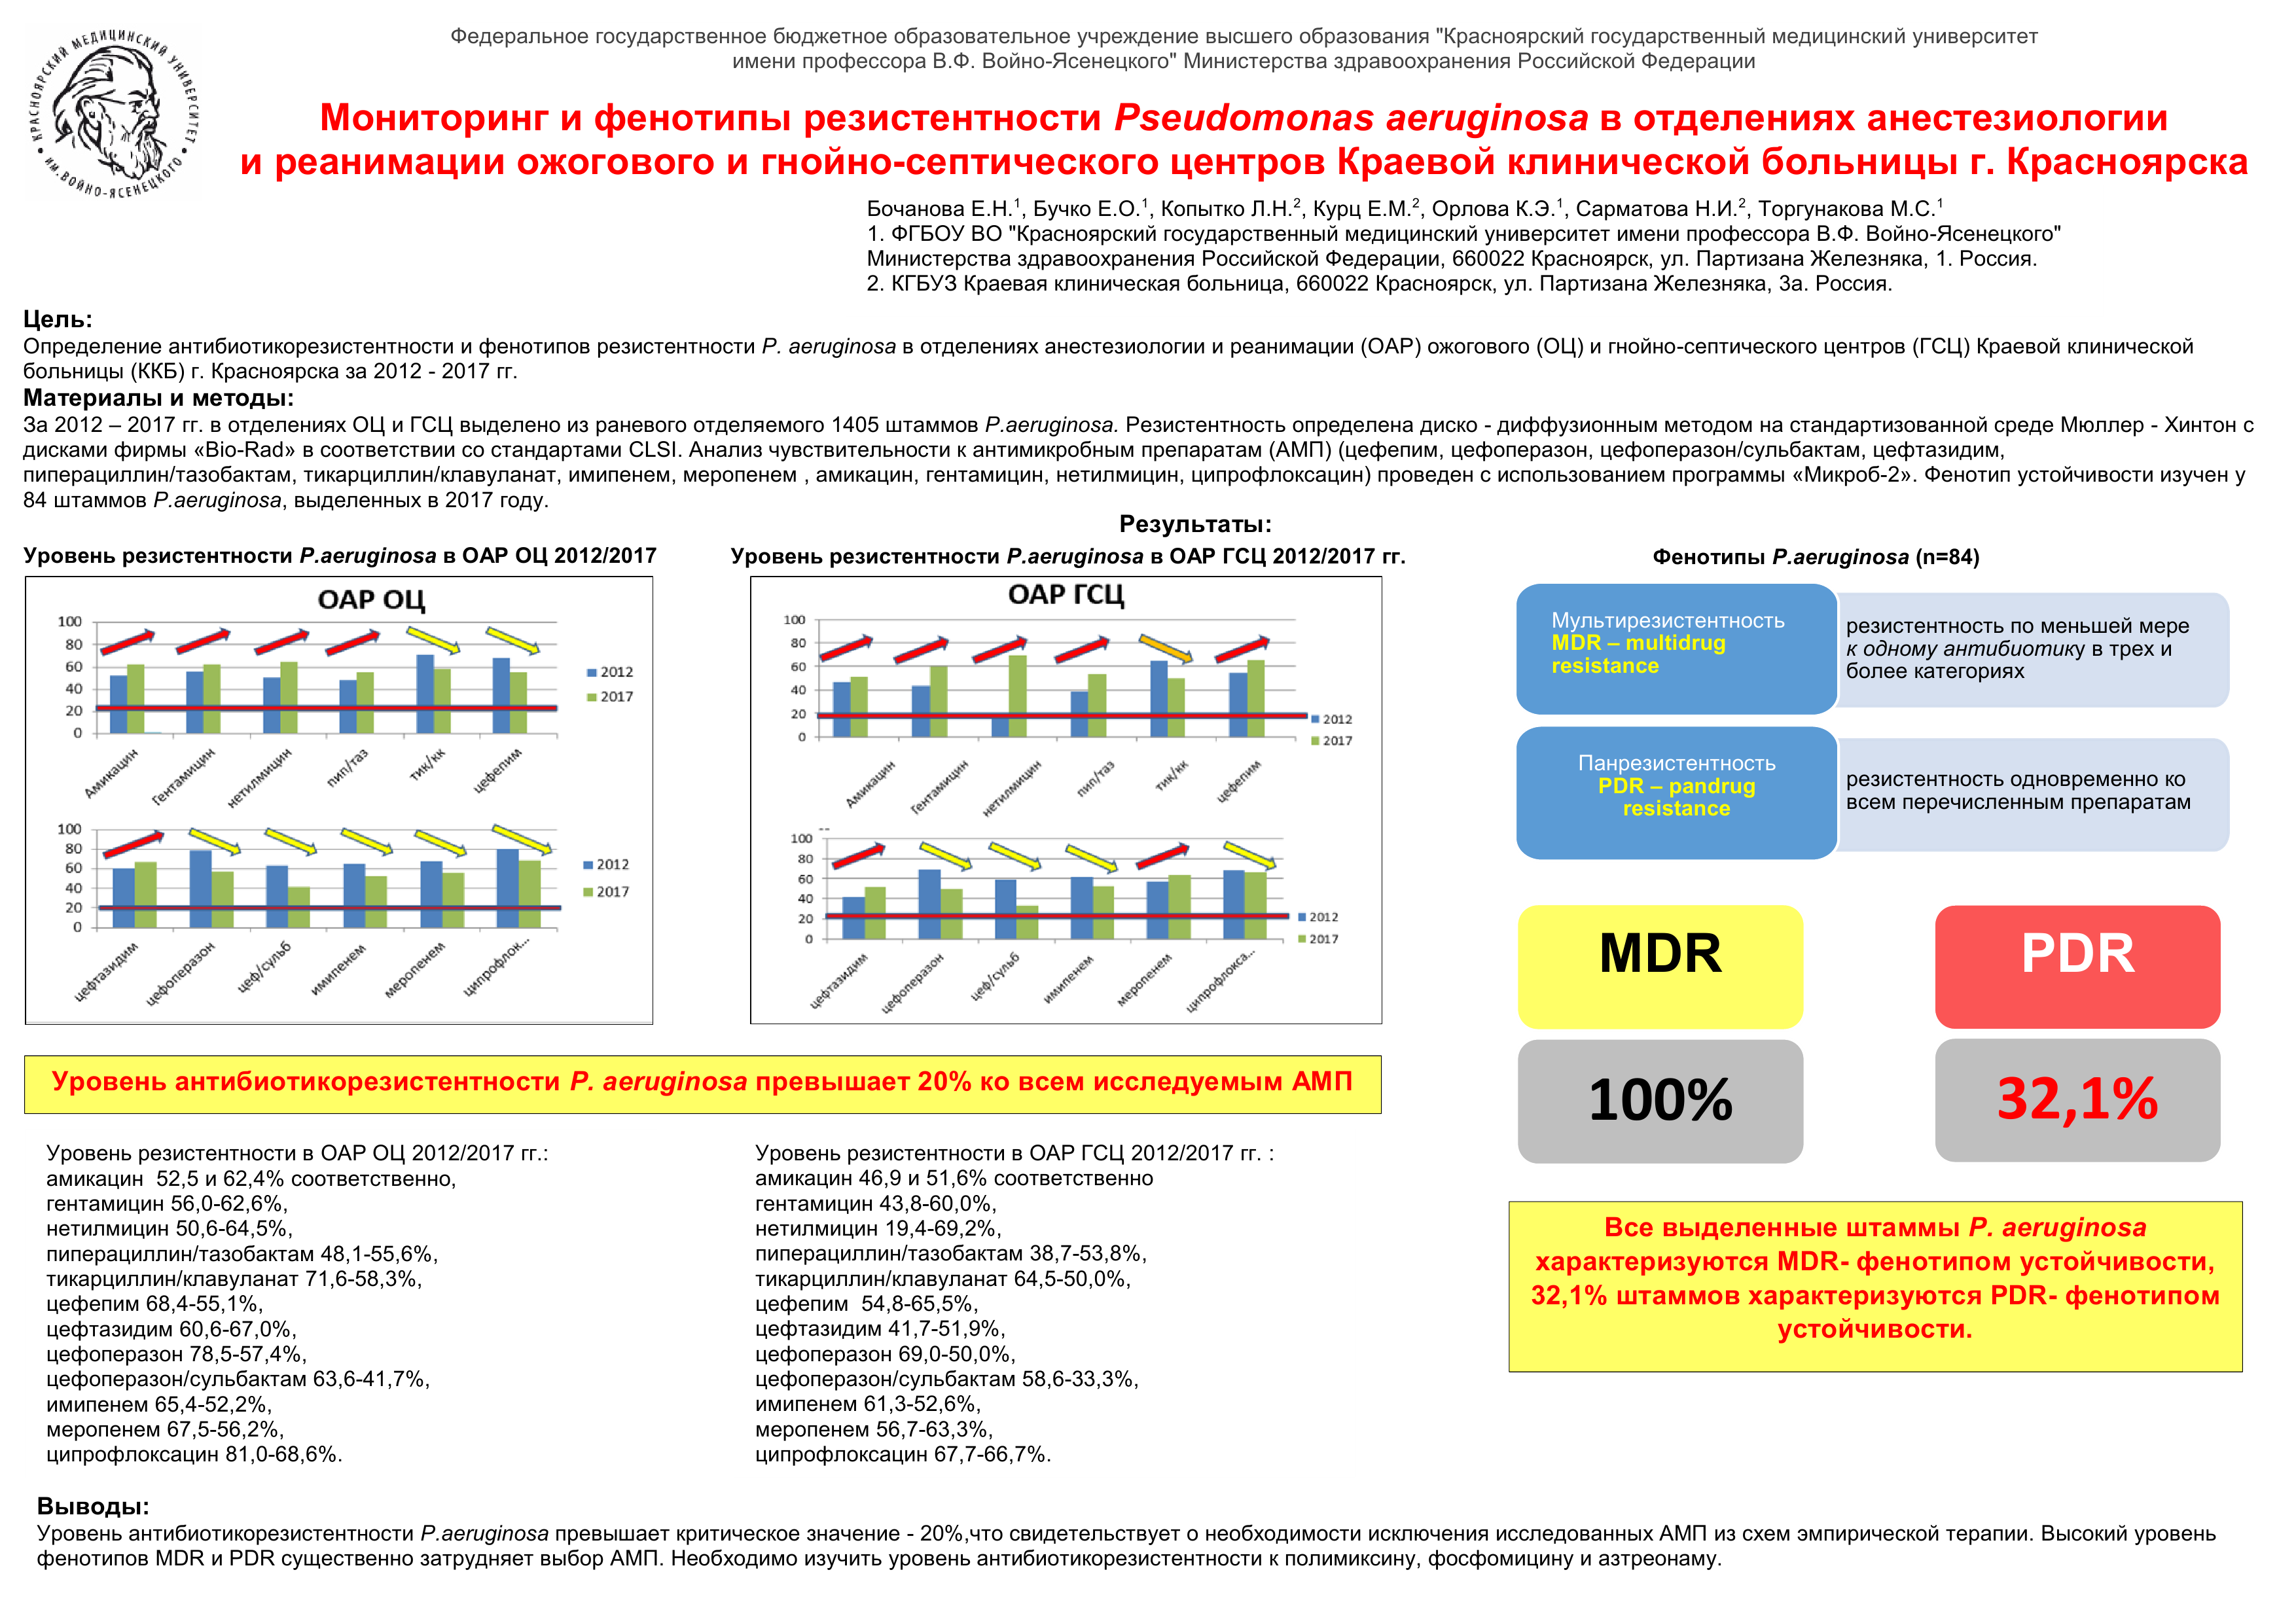 КРАСНОЯРСКИЙ МЕДИЦИНСКИЙ УНИВЕРСИТЕТ
• ИМ. ВОЙНО-ЯСЕНЕЦКОГО •
Федеральное государственное бюджетное образовательное учреждение высшего образования "Красноярский государственный медицинский университет
имени профессора В.Ф. Войно-Ясенецкого" Министерства здравоохранения Российской Федерации
Мониторинг и фенотипы резистентности Pseudomonas aeruginosa в отделениях анестезиологии
и реанимации ожогового и гнойно-септического центров Краевой клинической больницы г. Красноярска
Бочанова Е.Н.1, Бучко Е.О.1, Копытко Л.Н.2, Курц Е.М.2, Орлова К.Э.1, Сарматова Н.И.2, Торгунакова М.С.1
1. ФГБОУ ВО "Красноярский государственный медицинский университет имени профессора В.Ф. Войно-Ясенецкого"
Министерства здравоохранения Российской Федерации, 660022 Красноярск, ул. Партизана Железняка, 1. Россия.
2. КГБУЗ Краевая клиническая больница, 660022 Красноярск, ул. Партизана Железняка, 3а. Россия.
Цель:
Определение антибиотикорезистентности и фенотипов резистентности P. aeruginosa в отделениях анестезиологии и реанимации (ОАР) ожогового (ОЦ) и гнойно-септического центров (ГСЦ) Краевой клинической
больницы (ККБ) г. Красноярска за 2012 - 2017 гг.
Материалы и методы:
За 2012 – 2017 гг. в отделениях ОЦ и ГСЦ выделено из раневого отделяемого 1405 штаммов P.aeruginosa. Резистентность определена диско - диффузионным методом на стандартизованной среде Мюллер - Хинтон с
дисками фирмы «Bio-Rad» в соответствии со стандартами CLSI. Анализ чувствительности к антимикробным препаратам (АМП) (цефепим, цефоперазон, цефоперазон/сульбактам, цефтазидим,
пиперациллин/тазобактам, тикарциллин/клавуланат, имипенем, меропенем , амикацин, гентамицин, нетилмицин, ципрофлоксацин) проведен с использованием программы «Микроб-2». Фенотип устойчивости изучен у
84 штаммов P.aeruginosa, выделенных в 2017 году.
Результаты:
Уровень резистентности P.aeruginosa в ОАР ОЦ 2012/2017
ОАР ОЦ
100
80
60
40
20
0
Амикацин
Гентамицин
нетилмицин
пип/таз
тик/кк
цефепим
2012
2017
100
80
60
40
20
0
цефтазидим
цефоперазон
цеф/сульб
имипенем
меропенем
ципрофлок...
2012
2017
Уровень резистентности P.aeruginosa в ОАР ГСЦ 2012/2017 гг.
ОАР ГСЦ
100
80
60
40
20
0
Амикацин
Гентамицин
нетилмицин
пип/таз
тик/кк
цефепим
2012
2017
100
80
60
40
20
0
цефтазидим
цефоперазон
цеф/сульб
имипенем
меропенем
ципрофлокса...
2012
2017
Фенотипы P.aeruginosa (n=84)
Мультирезистентность
MDR – multidrug
resistance
резистентность по меньшей мере
к одному антибиотику в трех и
более категориях
Панрезистентность
PDR – pandrug
resistance
резистентность одновременно ко
всем перечисленным препаратам
MDR
PDR
100%
32,1%
Уровень антибиотикорезистентности P. aeruginosa превышает 20% ко всем исследуемым АМП
Уровень резистентности в ОАР ОЦ 2012/2017 гг.:
амикацин 52,5 и 62,4% соответственно,
гентамицин 56,0-62,6%,
нетилмицин 50,6-64,5%,
пиперациллин/тазобактам 48,1-55,6%,
тикарциллин/клавуланат 71,6-58,3%,
цефепим 68,4-55,1%,
цефтазидим 60,6-67,0%,
цефоперазон 78,5-57,4%,
цефоперазон/сульбактам 63,6-41,7%,
имипенем 65,4-52,2%,
меропенем 67,5-56,2%,
ципрофлоксацин 81,0-68,6%.
Уровень резистентности в ОАР ГСЦ 2012/2017 гг. :
амикацин 46,9 и 51,6% соответственно
гентамицин 43,8-60,0%,
нетилмицин 19,4-69,2%,
пиперациллин/тазобактам 38,7-53,8%,
тикарциллин/клавуланат 64,5-50,0%,
цефепим 54,8-65,5%,
цефтазидим 41,7-51,9%,
цефоперазон 69,0-50,0%,
цефоперазон/сульбактам 58,6-33,3%,
имипенем 61,3-52,6%,
меропенем 56,7-63,3%,
ципрофлоксацин 67,7-66,7%.
Все выделенные штаммы P. aeruginosa
характеризуются MDR- фенотипом устойчивости,
32,1% штаммов характеризуются PDR- фенотипом
устойчивости.
Выводы:
Уровень антибиотикорезистентности P.aeruginosa превышает критическое значение - 20%,что свидетельствует о необходимости исключения исследованных АМП из схем эмпирической терапии. Высокий уровень
фенотипов MDR и PDR существенно затрудняет выбор АМП. Необходимо изучить уровень антибиотикорезистентности к полимиксину, фосфомицину и азтреонаму.